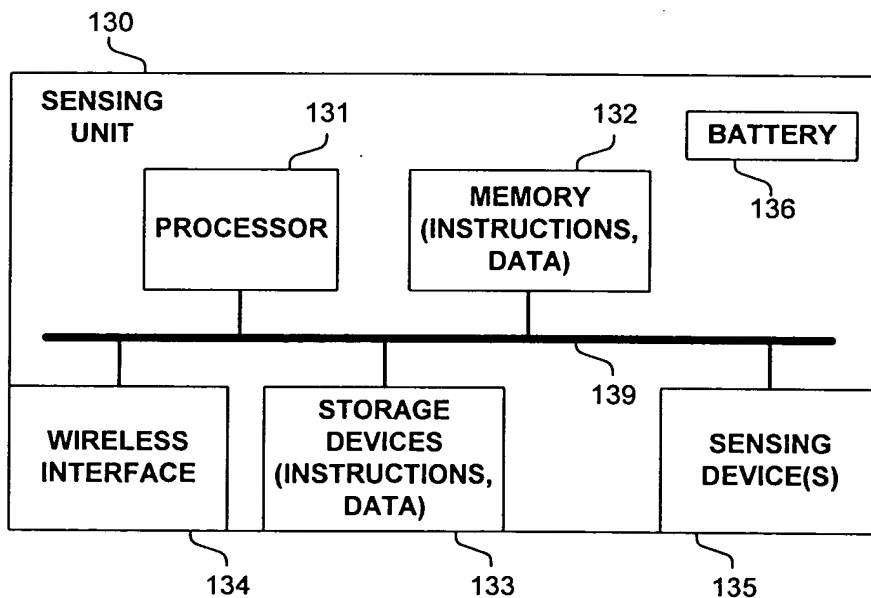 130
SENSING
UNIT
131
132
BATTERY
136
PROCESSOR
MEMORY
(INSTRUCTIONS,
DATA)
139
WIRELESS
INTERFACE
STORAGE
DEVICES
(INSTRUCTIONS,
DATA)
SENSING
DEVICE(S)
134
133
135